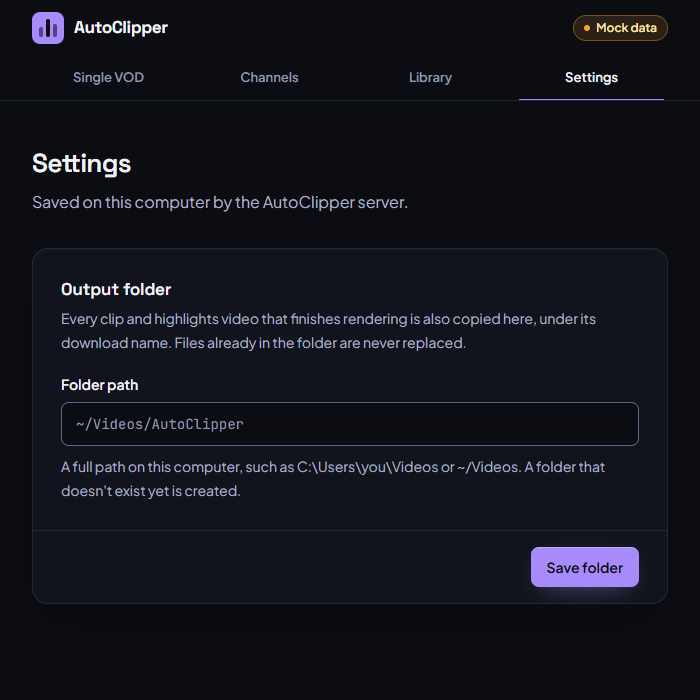 AutoClipper
Mock data
Single VOD
Channels
Library
Settings
Settings
Saved on this computer by the AutoClipper server.
Output folder
Every clip and highlights video that finishes rendering is also copied here, under its
download name. Files already in the folder are never replaced.
Folder path
~/Videos/AutoClipper
A full path on this computer, such as C:\Users\you\Videos or ~/Videos. A folder that
doesn't exist yet is created.
Save folder